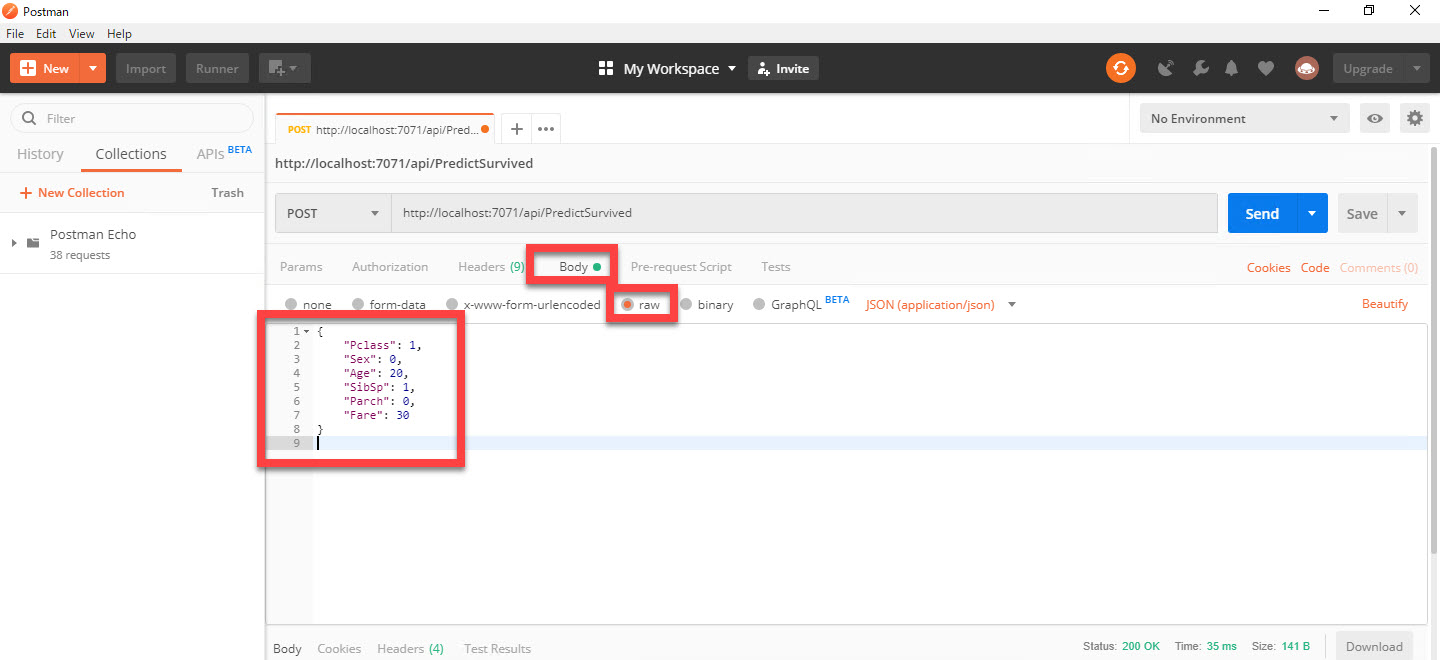 Postman
File Edit View Help
New Import Runner My Workspace Invite Upgrade
Filter
History Collections APIs BETA
New Collection Trash
Postman Echo
38 requests
POST http://localhost:7071/api/Pred... No Environment
http://localhost:7071/api/PredictSurvived
POST http://localhost:7071/api/PredictSurvived Send Save
Params Authorization Headers (9) Body Pre-request Script Tests Cookies Code Comments (0)
none form-data x-www-form-urlencoded raw binary GraphQL BETA JSON (application/json) Beautify
1 {
2 "Pclass": 1,
3 "Sex": 0,
4 "Age": 20,
5 "SibSp": 1,
6 "Parch": 0,
7 "Fare": 30
8 }
9
Body Cookies Headers (4) Test Results Status: 200 OK Time: 35 ms Size: 141 B Download